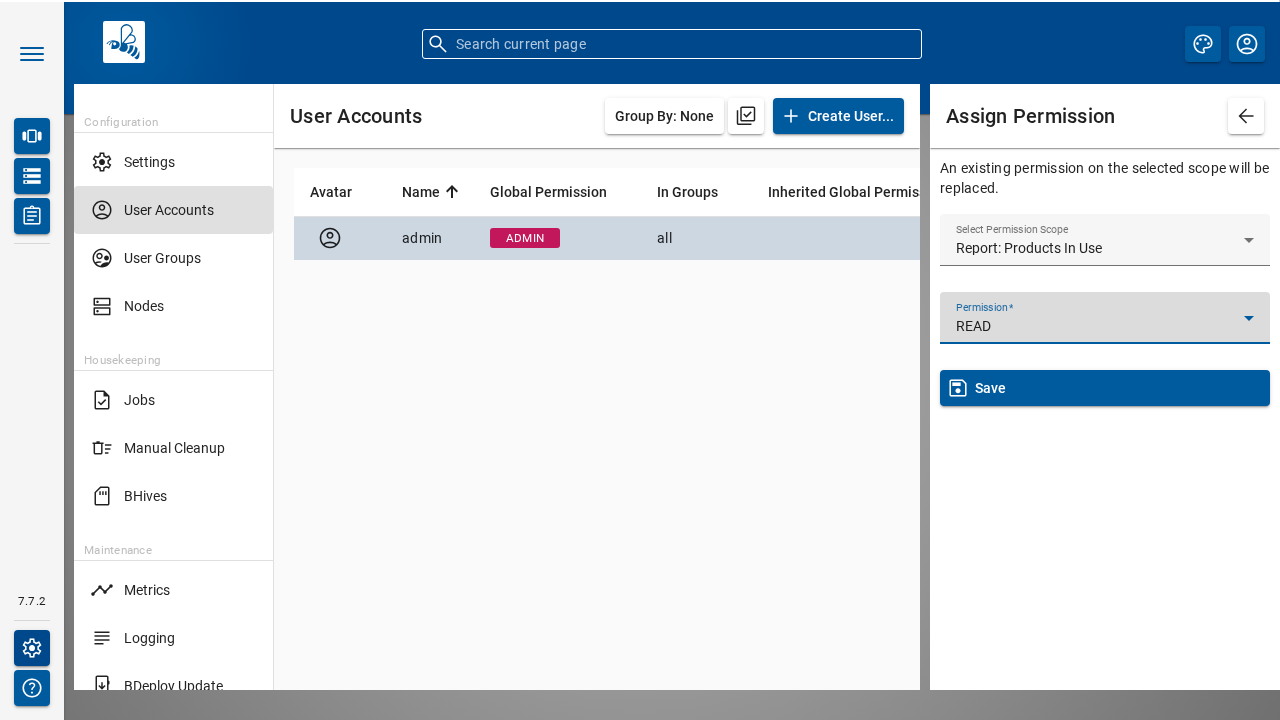 Search current page
Configuration
Settings
User Accounts
User Groups
Nodes
Housekeeping
Jobs
Manual Cleanup
BHives
Maintenance
Metrics
Logging
BDeploy Update
7.7.2
User Accounts
Group By: None
Create User...
Avatar
Name
Global Permission
In Groups
Inherited Global Permis
admin
ADMIN
all
Assign Permission
An existing permission on the selected scope will be
replaced.
Select Permission Scope
Report: Products In Use
Permission*
READ
Save